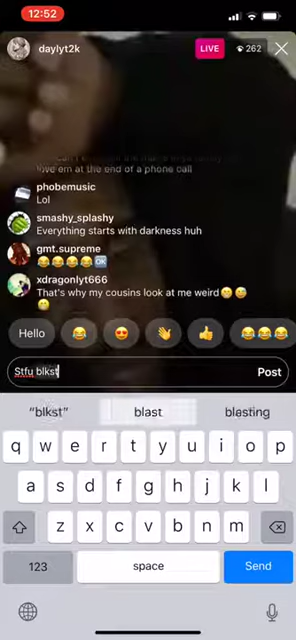 12:52
daylyt2k
LIVE
262
love em at the end of a phone call
phobemusic
Lol
smashy_splashy
Everything starts with darkness huh
gmt.supreme
😂😂😂😂🆗
xdragonlyt666
That's why my cousins look at me weird😅😅
Hello
😂
😍
👋
👍
😂😂😂
Stfu blkst
Post
"blkst"
blast
blesting
q w e r t y u i o p
a s d f g h j k l
z x c v b n m
123
space
Send